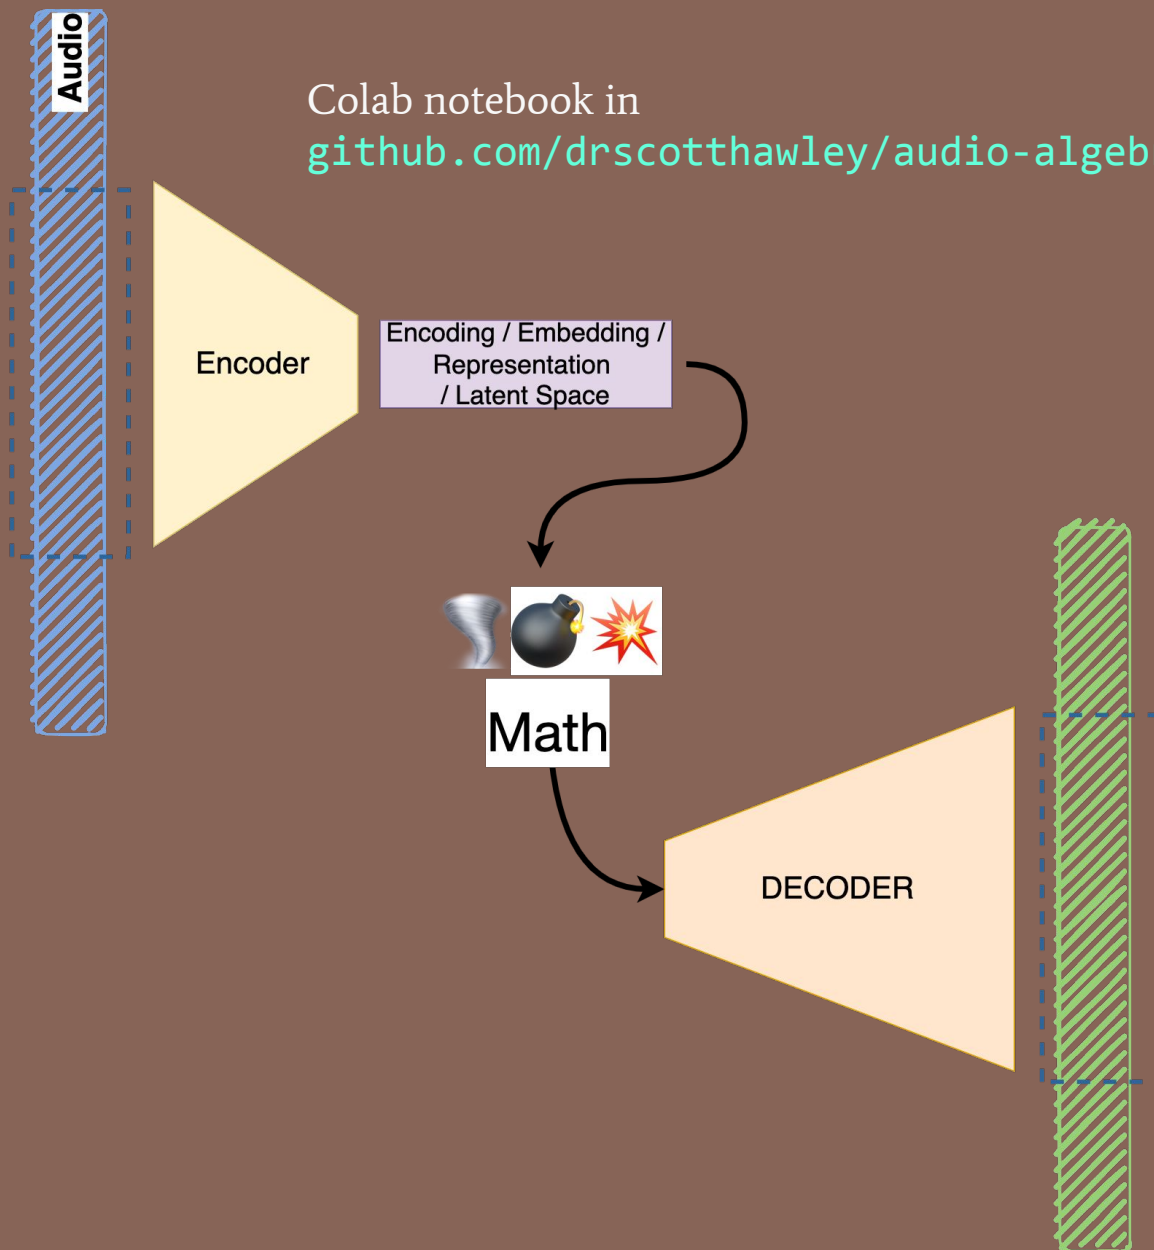 Audio
Colab notebook in
github.com/drscotthawley/audio-algeb
Encoder
Encoding / Embedding /
Representation
/ Latent Space
Math
DECODER